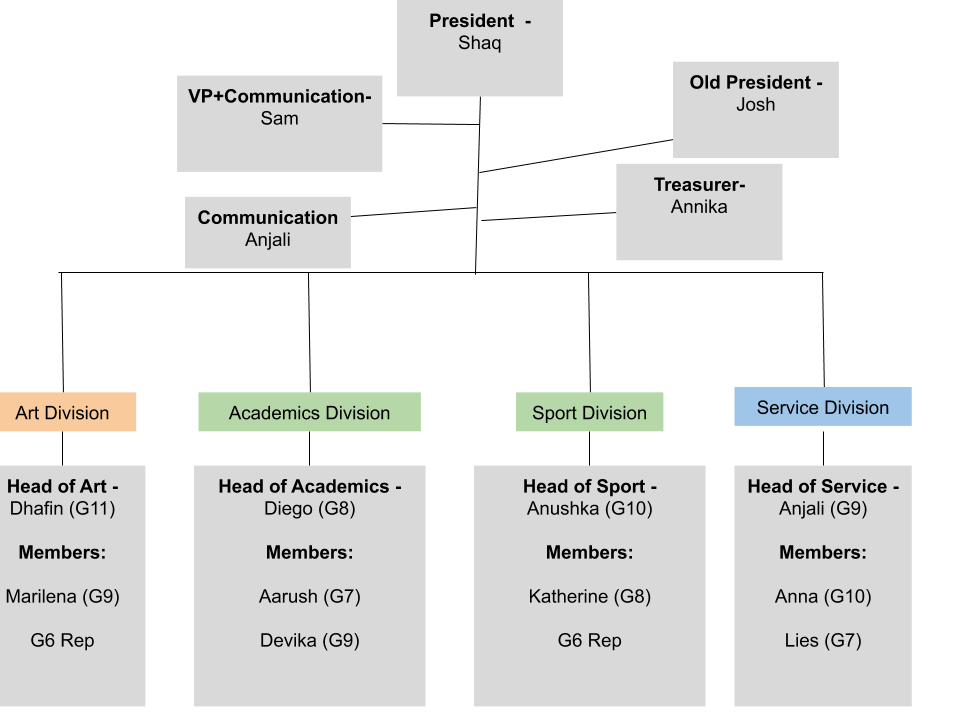 President  -
Shaq
VP+Communication-
Sam
Old President -
Josh
Treasurer-
Annika
Communication
Anjali
Art Division
Academics Division
Sport Division
Service Division
Head of Art -
Dhafin (G11)
Members:
Marilena (G9)
G6 Rep
Head of Academics -
Diego (G8)
Members:
Aarush (G7)
Devika (G9)
Head of Sport -
Anushka (G10)
Members:
Katherine (G8)
G6 Rep
Head of Service -
Anjali (G9)
Members:
Anna (G10)
Lies (G7)